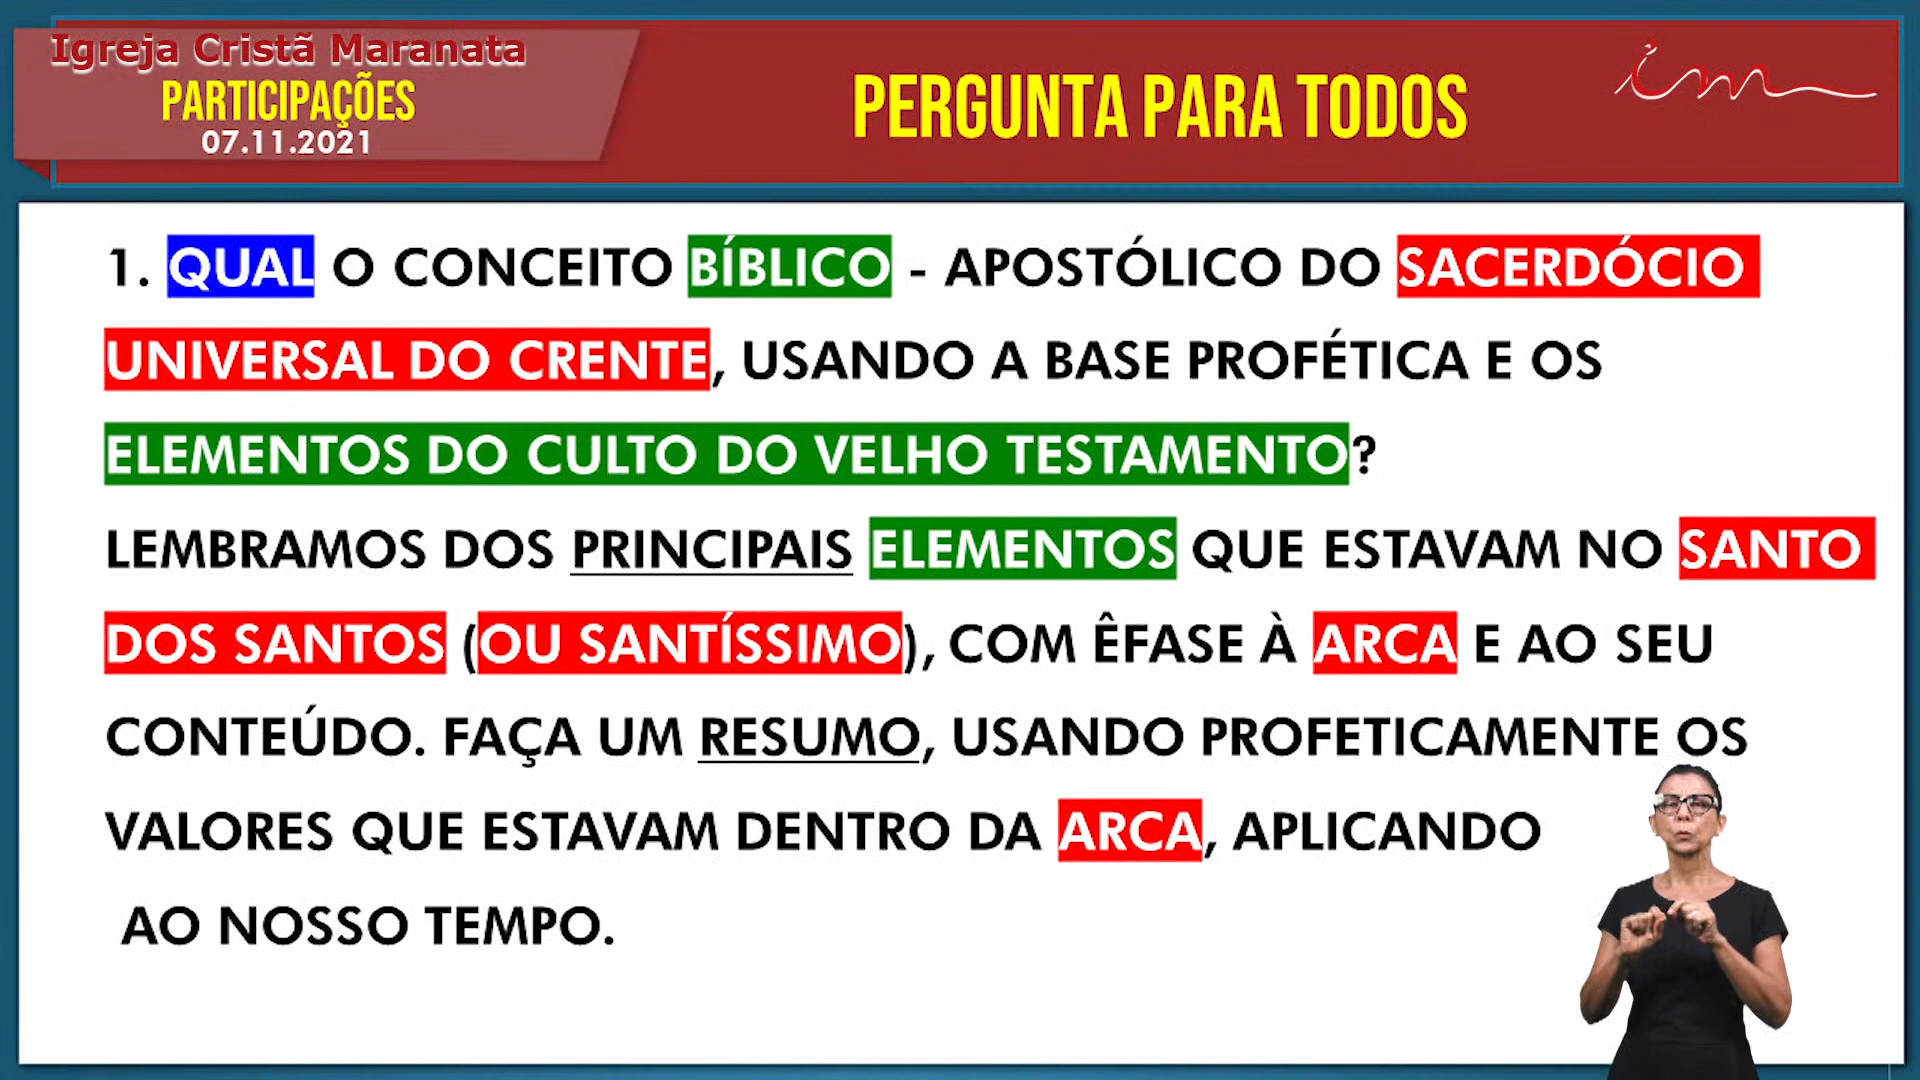 Igreja Cristã Maranata
PARTICIPAÇÕES
07.11.2021
PERGUNTA PARA TODOS
im
1. QUAL O CONCEITO BÍBLICO - APOSTÓLICO DO SACERDÓCIO
UNIVERSAL DO CRENTE, USANDO A BASE PROFÉTICA E OS
ELEMENTOS DO CULTO DO VELHO TESTAMENTO?
LEMBRAMOS DOS PRINCIPAIS ELEMENTOS QUE ESTAVAM NO SANTO
DOS SANTOS (OU SANTÍSSIMO), COM ÊFASE À ARCA E AO SEU
CONTEÚDO. FAÇA UM RESUMO, USANDO PROFETICAMENTE OS
VALORES QUE ESTAVAM DENTRO DA ARCA, APLICANDO
AO NOSSO TEMPO.